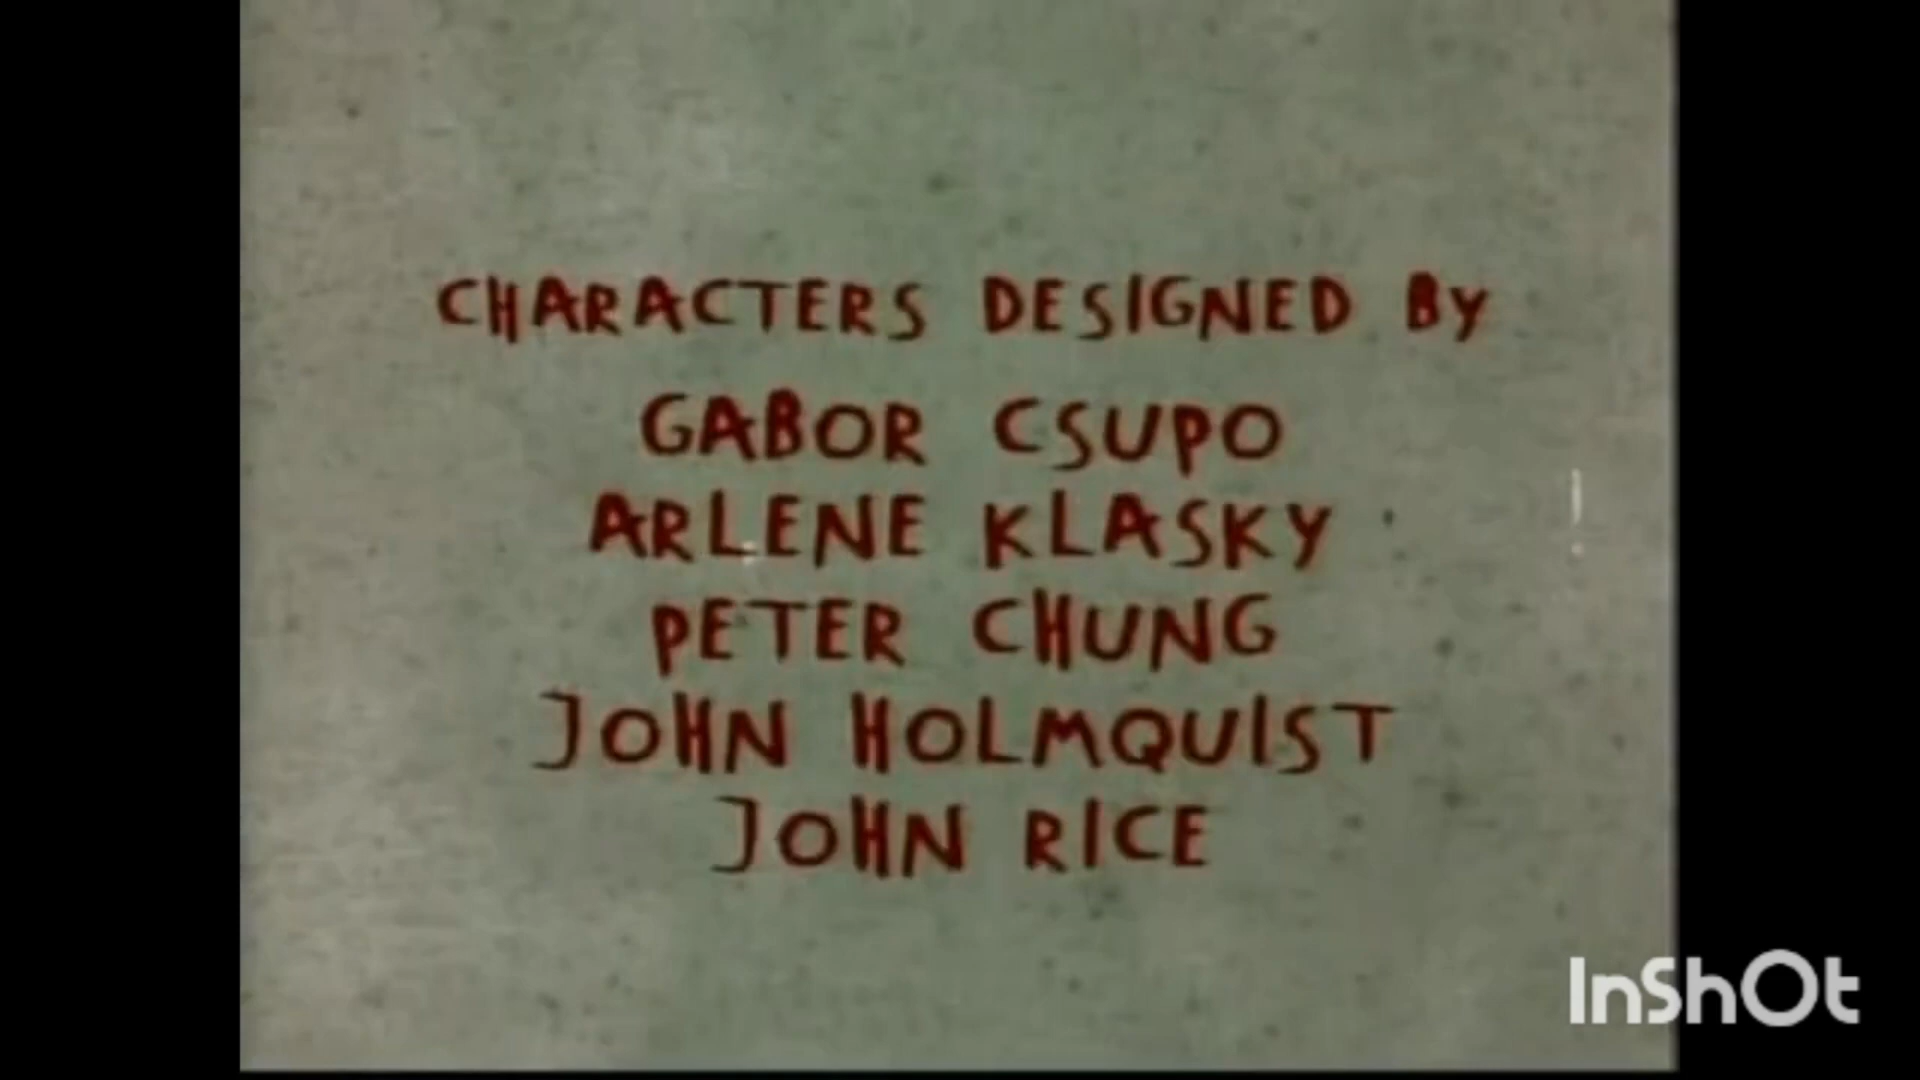 CHARACTERS DESIGNED BY
GABOR CSUPO
ARLENE KLASKY
PETER CHUNG
JOHN HOLMQUIST
JOHN RICE
InShOt